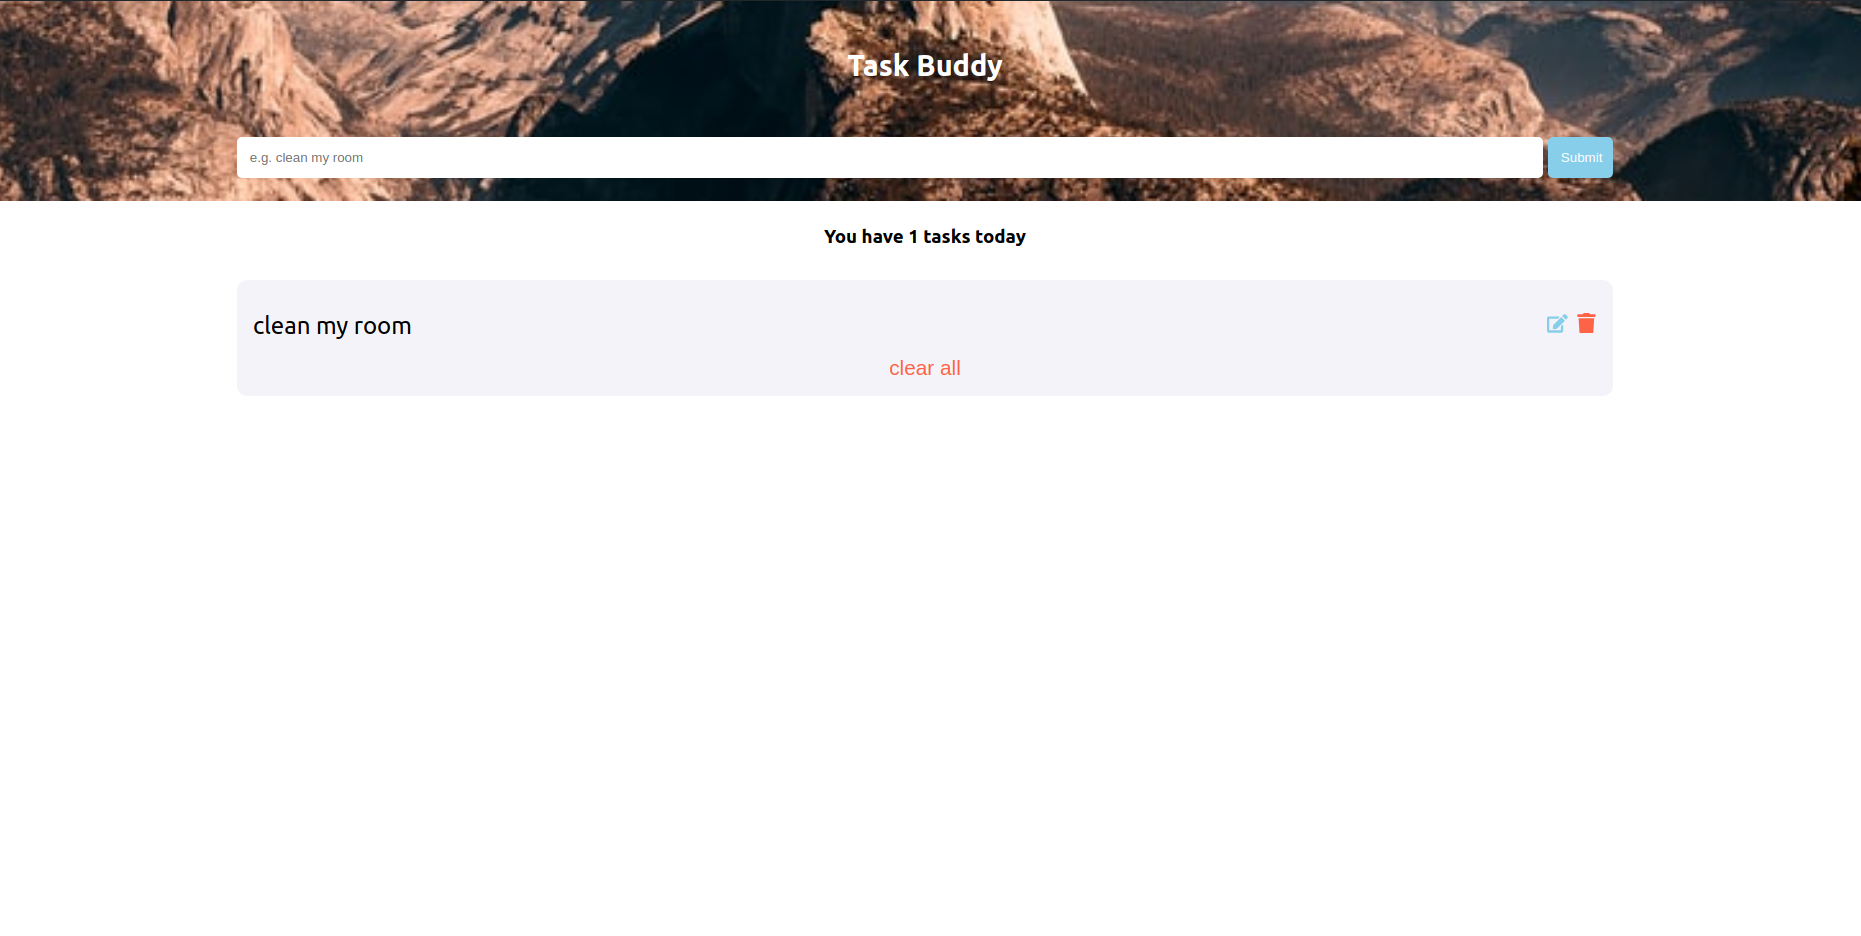 Task Buddy
e.g. clean my room
Submit
You have 1 tasks today
clean my room
clear all